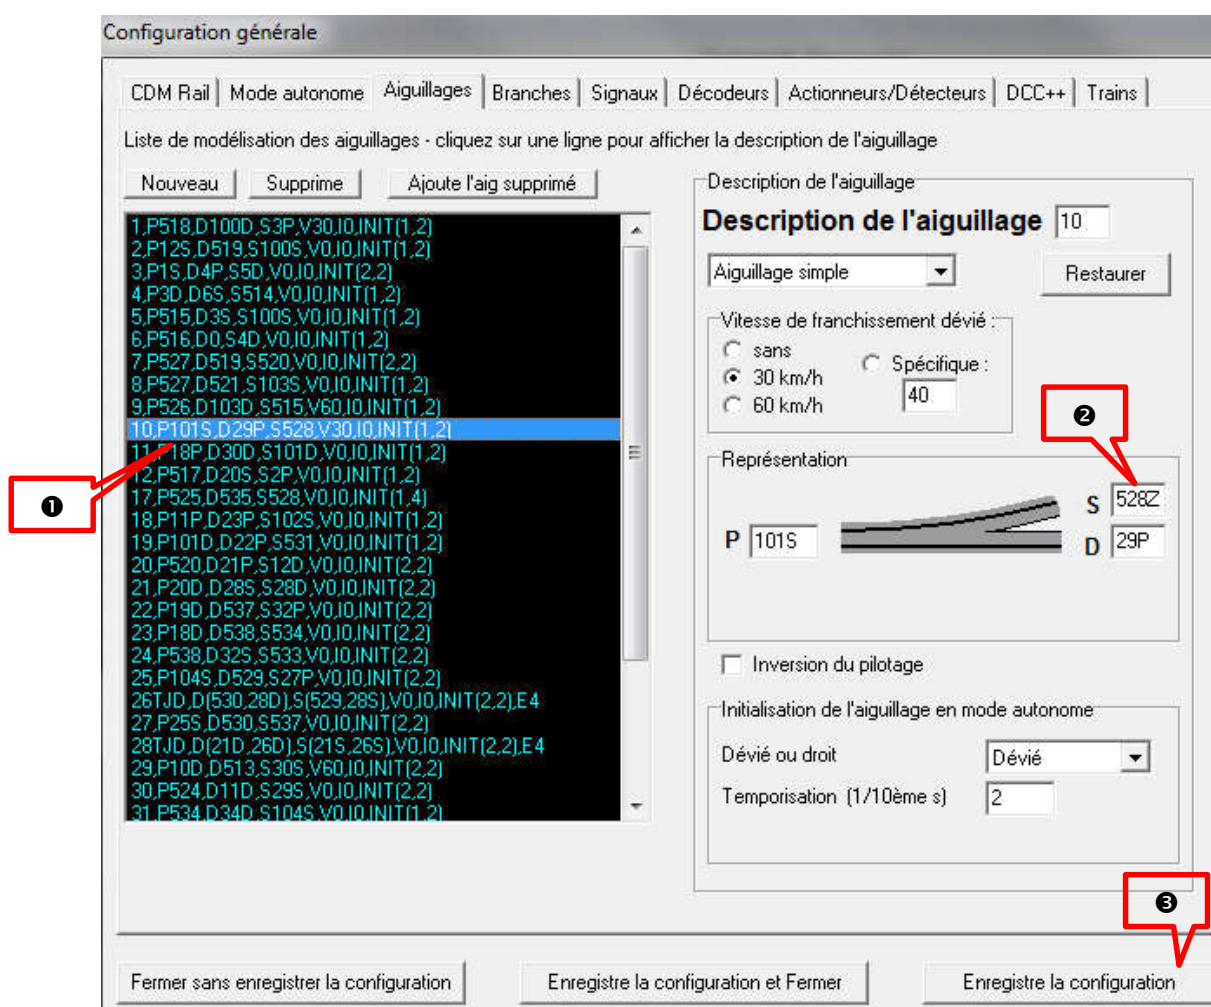 Configuration générale
CDM Rail Mode autonome Aiguillages Branches Signaux Décodeurs Actionneurs/Détecteurs DCC++ Trains
Liste de modélisation des aiguillages - cliquez sur une ligne pour afficher la description de l'aiguillage
Nouveau Supprime Ajoute l'aig supprimé
1,P518,D100D,S3P,V30,I0,INIT(1,2)
2,P12S,D519,S100S,V0,I0,INIT(1,2)
3,P1S,D4P,S5D,V0,I0,INIT(2,2)
4,P3D,D6S,S514,V0,I0,INIT(1,2)
5,P515,D3S,S100S,V0,I0,INIT(1,2)
6,P516,D0,S4D,V0,I0,INIT(1,2)
7,P527,D519,S520,V0,I0,INIT(2,2)
8,P527,D521,S103S,V0,I0,INIT(1,2)
9,P526,D103D,S515,V60,I0,INIT(1,2)
10,P101S,D29P,S528,V30,I0,INIT(1,2)
11,P18P,D30D,S101D,V0,I0,INIT(1,2)
12,P517,D20S,S2P,V0,I0,INIT(1,2)
17,P525,D535,S528,V0,I0,INIT(1,4)
18,P11P,D23P,S102S,V0,I0,INIT(1,2)
19,P101D,D22P,S531,V0,I0,INIT(1,2)
20,P520,D21P,S12D,V0,I0,INIT(2,2)
21,P20D,D28S,S28D,V0,I0,INIT(2,2)
22,P19D,D537,S32P,V0,I0,INIT(2,2)
23,P18D,D538,S534,V0,I0,INIT(2,2)
24,P538,D32S,S533,V0,I0,INIT(2,2)
25,P104S,D529,S27P,V0,I0,INIT(2,2)
26TJD,D(530,28D),S(529,28S),V0,I0,INIT(2,2),E4
27,P25S,D530,S537,V0,I0,INIT(2,2)
28TJD,D(21D,26D),S(21S,26S),V0,I0,INIT(2,2),E4
29,P10D,D513,S30S,V60,I0,INIT(2,2)
30,P524,D11D,S29S,V0,I0,INIT(2,2)
31,P534,D34D,S104S,V0,I0,INIT(1,2)
❶
Description de l'aiguillage
Description de l'aiguillage 10
Aiguillage simple Restaurer
Vitesse de franchissement dévié :
sans
30 km/h
60 km/h
Spécifique :
40
❷
Représentation
S 528Z
P 101S
D 29P
Inversion du pilotage
Initialisation de l'aiguillage en mode autonome
Dévié ou droit Dévié
Temporisation (1/10ème s) 2
❸
Fermer sans enregistrer la configuration Enregistre la configuration et Fermer Enregistre la configuration